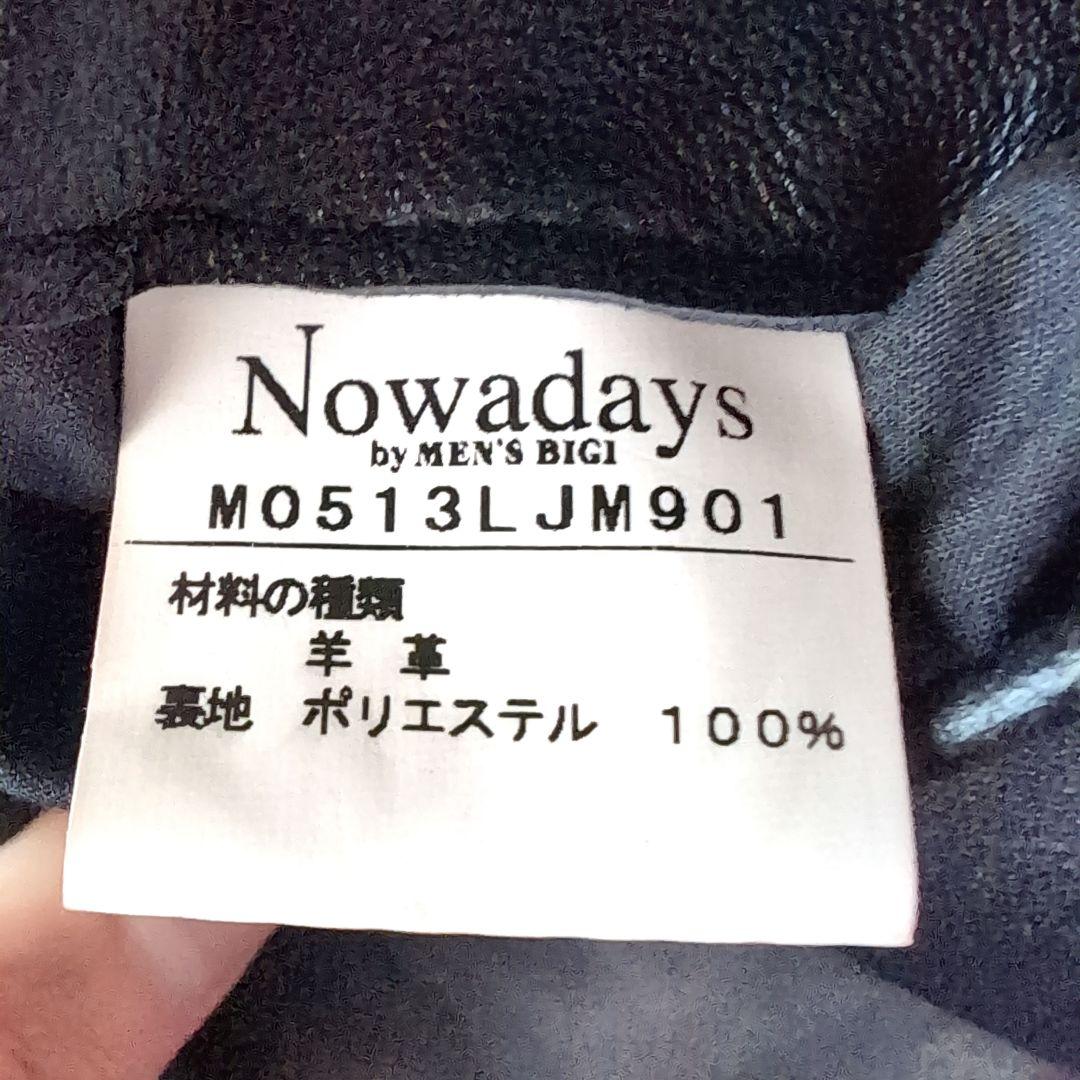 Nowadays
by MEN'S BIGI
M0513LJM901
材料の種類
羊 革
裏地 ポリエステル 100%